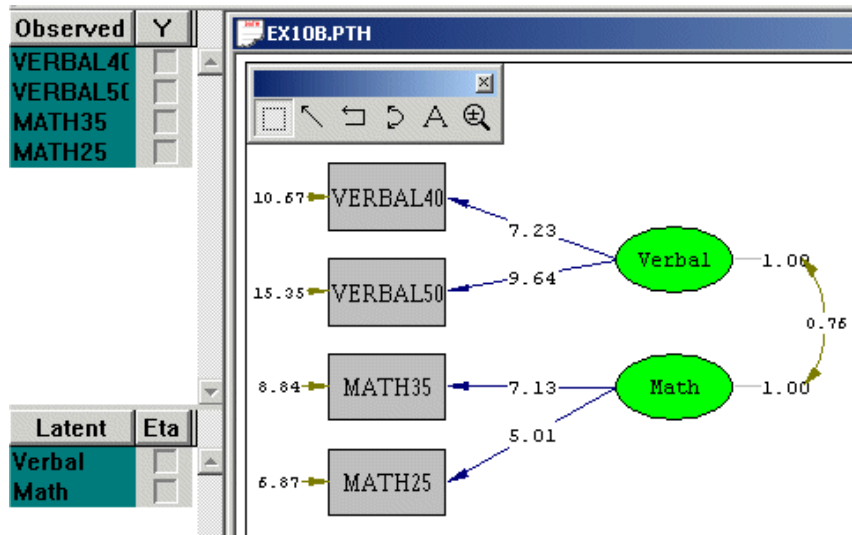 Observed Y
VERBAL4(
VERBAL5(
MATH35
MATH25
Latent Eta
Verbal
Math
EX10B.PTH
A
10.67 VERBAL40
7.23
Verbal 1.00
9.64
15.35 VERBAL50
0.76
8.84 MATH35 7.13 Math 1.00
5.01
6.87 MATH25